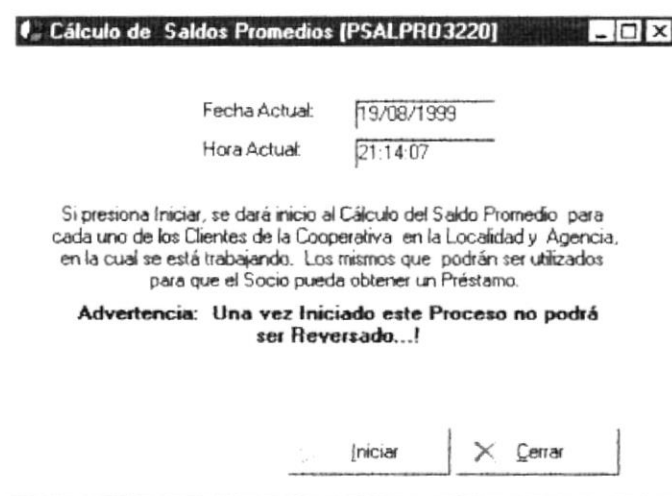 Cálculo de Saldos Promedios [PSALPRO3220]
Fecha Actual: 19/08/1999
Hora Actual: 21:14:07
Si presiona Iniciar, se dará inicio al Cálculo del Saldo Promedio para
cada uno de los Clientes de la Cooperativa en la Localidad y Agencia,
en la cual se está trabajando. Los mismos que podrán ser utilizados
para que el Socio pueda obtener un Préstamo.
Advertencia: Una vez Iniciado este Proceso no podrá
ser Reversado...!
Iniciar Cerrar